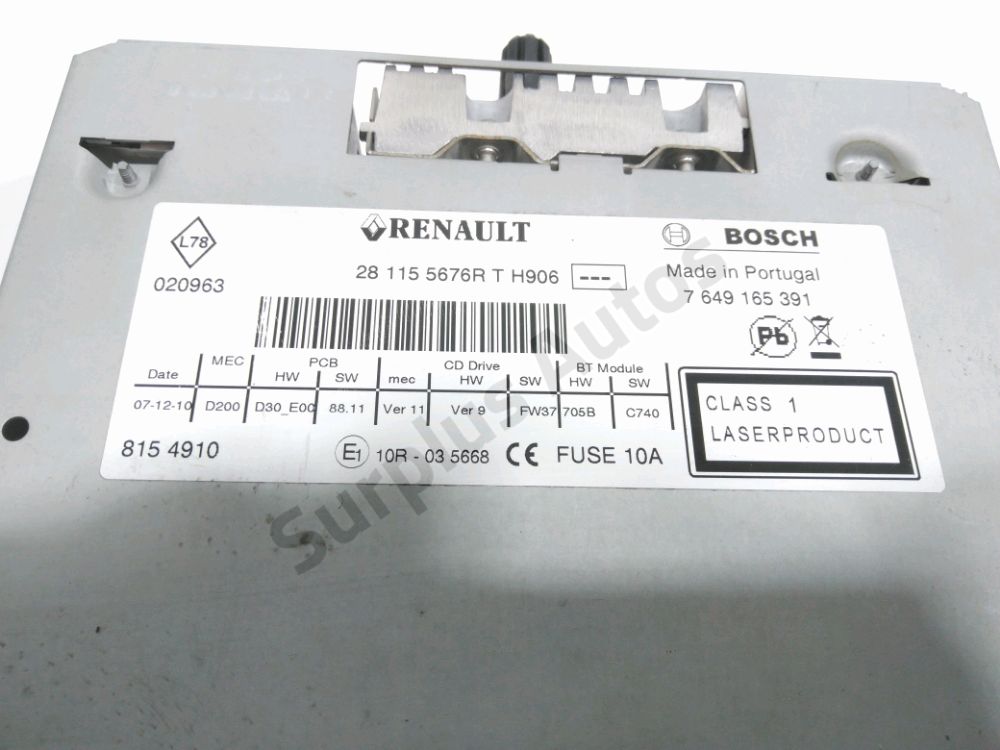 L78
020963
RENAULT
28 115 5676R T H906 ---
BOSCH
Made in Portugal
7 649 165 391
Pb
MEC PCB CD Drive BT Module
Date HW SW mec HW SW HW SW
07-12-10 D200 D30_E00 88.11 Ver 11 Ver 9 FW37 705B C740
815 4910
E1 10R - 03 5668 CE FUSE 10A
CLASS 1
LASERPRODUCT
Surplus Autos